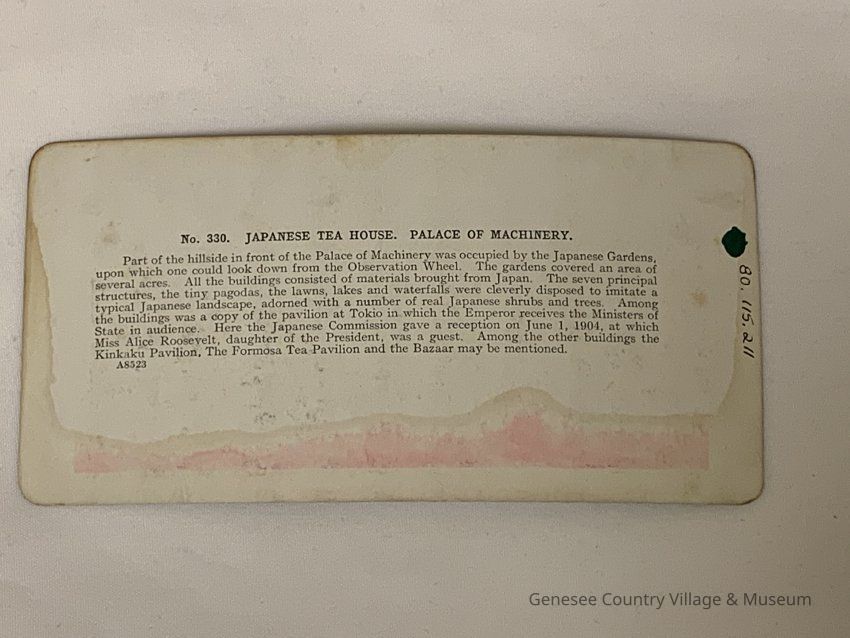 No. 330. JAPANESE TEA HOUSE. PALACE OF MACHINERY.
Part of the hillside in front of the Palace of Machinery was occupied by the Japanese Gardens,
upon which one could look down from the Observation Wheel. The gardens covered an area of
several acres. All the buildings consisted of materials brought from Japan. The seven principal
structures, the tiny pagodas, the lawns, lakes and waterfalls were cleverly disposed to imitate a
typical Japanese landscape, adorned with a number of real Japanese shrubs and trees. Among
the buildings was a copy of the pavilion at Tokio in which the Emperor receives the Ministers of
State in audience. Here the Japanese Commission gave a reception on June 1, 1904, at which
Miss Alice Roosevelt, daughter of the President, was a guest. Among the other buildings the
Kinkaku Pavilion, The Formosa Tea Pavilion and the Bazaar may be mentioned.
A8523
80.115.211
Genesee Country Village & Museum